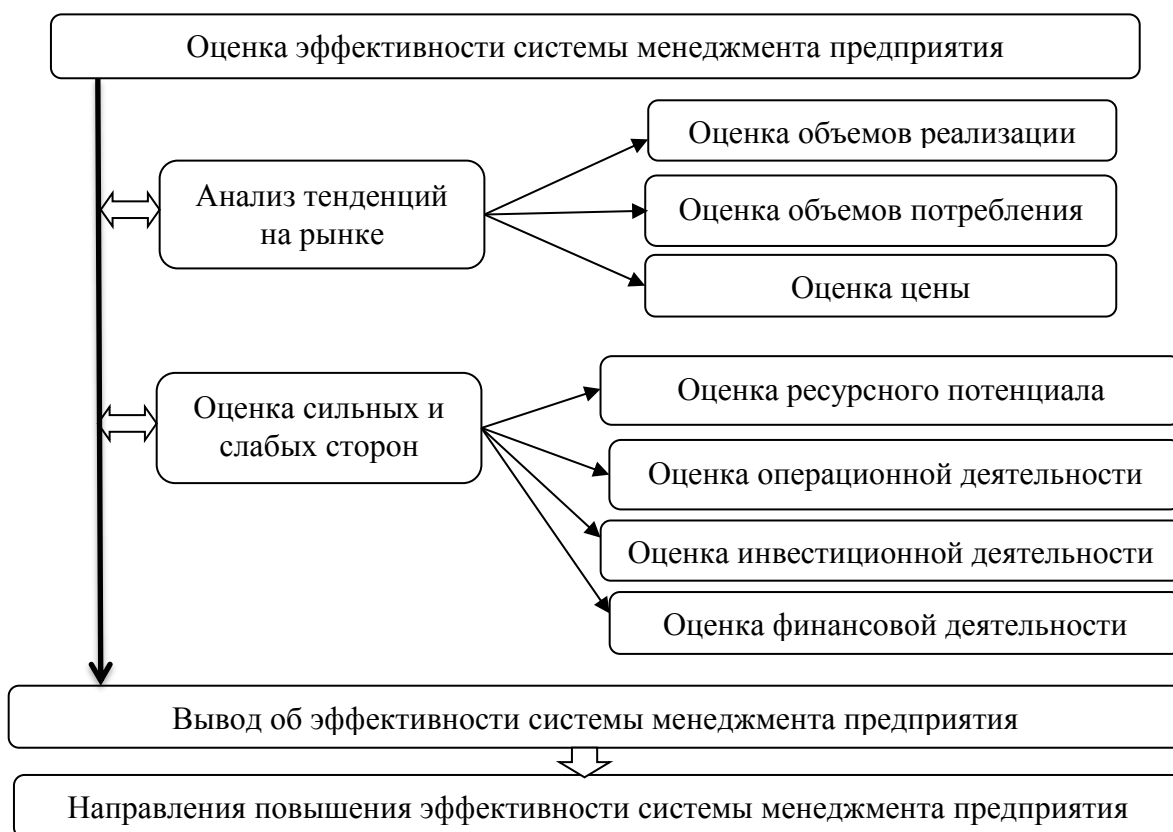 Оценка эффективности системы менеджмента предприятия
Анализ тенденций
на рынке
Оценка объемов реализации
Оценка объемов потребления
Оценка цены
Оценка сильных и
слабых сторон
Оценка ресурсного потенциала
Оценка операционной деятельности
Оценка инвестиционной деятельности
Оценка финансовой деятельности
Вывод об эффективности системы менеджмента предприятия
Направления повышения эффективности системы менеджмента предприятия